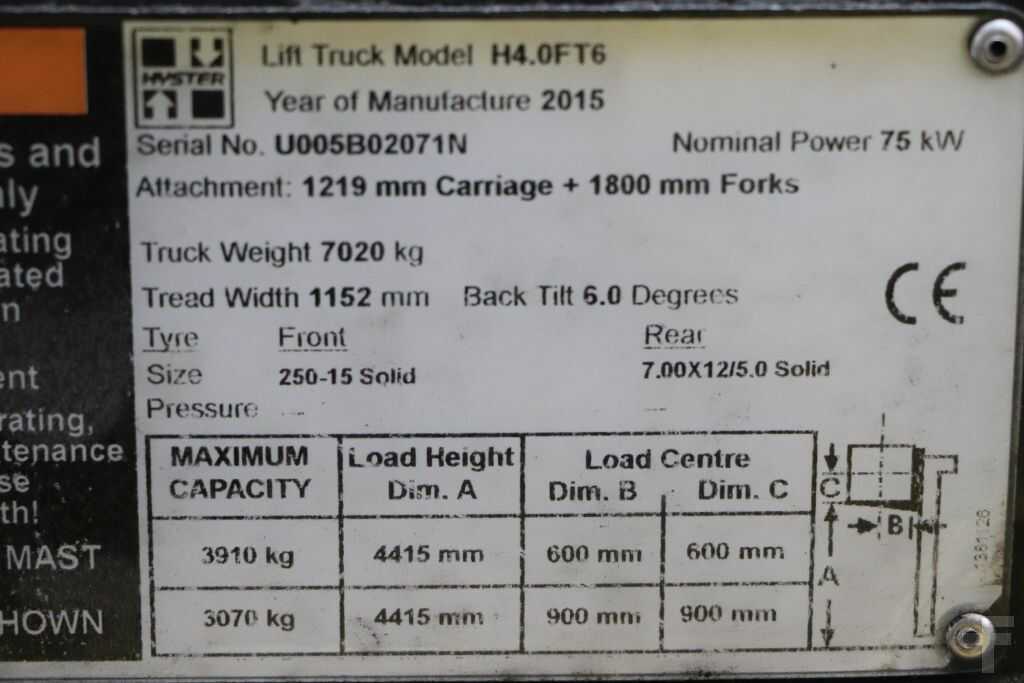 s and
nly
ating
ated
n
ent
rating,
ntenance
se
th!
MAST
HOWN
HYSTER
Lift Truck Model H4.0FT6
Year of Manufacture 2015
Serial No. U005B02071N Nominal Power 75 kW
Attachment: 1219 mm Carriage + 1800 mm Forks
Truck Weight 7020 kg
Tread Width 1152 mm Back Tilt 6.0 Degrees
CE
Tyre Front Rear
Size 250-15 Solid 7.00X12/5.0 Solid
Pressure --- ---
MAXIMUM CAPACITY Load Height Dim. A Load Centre
Dim. B Dim. C
3910 kg 4415 mm 600 mm 600 mm
3070 kg 4415 mm 900 mm 900 mm
C
B
A